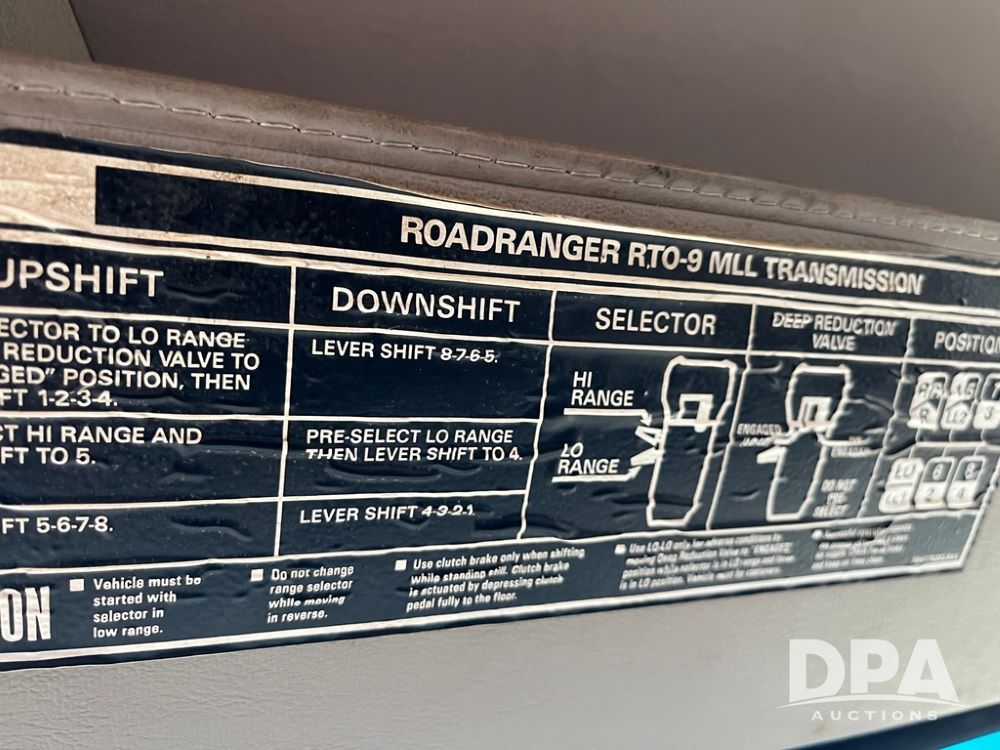 ROADRANGER RTO-9 MLL TRANSMISSION
UPSHIFT
ECTOR TO LO RANGE
REDUCTION VALVE TO
GED" POSITION, THEN
FT 1-2-3-4.
CT HI RANGE AND
FT TO 5.
FT 5-6-7-8.
DOWNSHIFT
LEVER SHIFT 8-7-6-5.
PRE-SELECT LO RANGE
THEN LEVER SHIFT TO 4.
LEVER SHIFT 4-3-2-1.
SELECTOR
HI
RANGE
LO
RANGE
DEEP REDUCTION
VALVE
ENGAGED
DO NOT
PRE-
SELECT
POSITIO
ON
Vehicle must be
started with
selector in
low range.
Do not change
range selector
while moving
in reverse.
Use clutch brake only when shifting
while standing still. Clutch brake
is actuated by depressing clutch
pedal fully to the floor.
Use LO-LO only
DPA
AUCTIONS